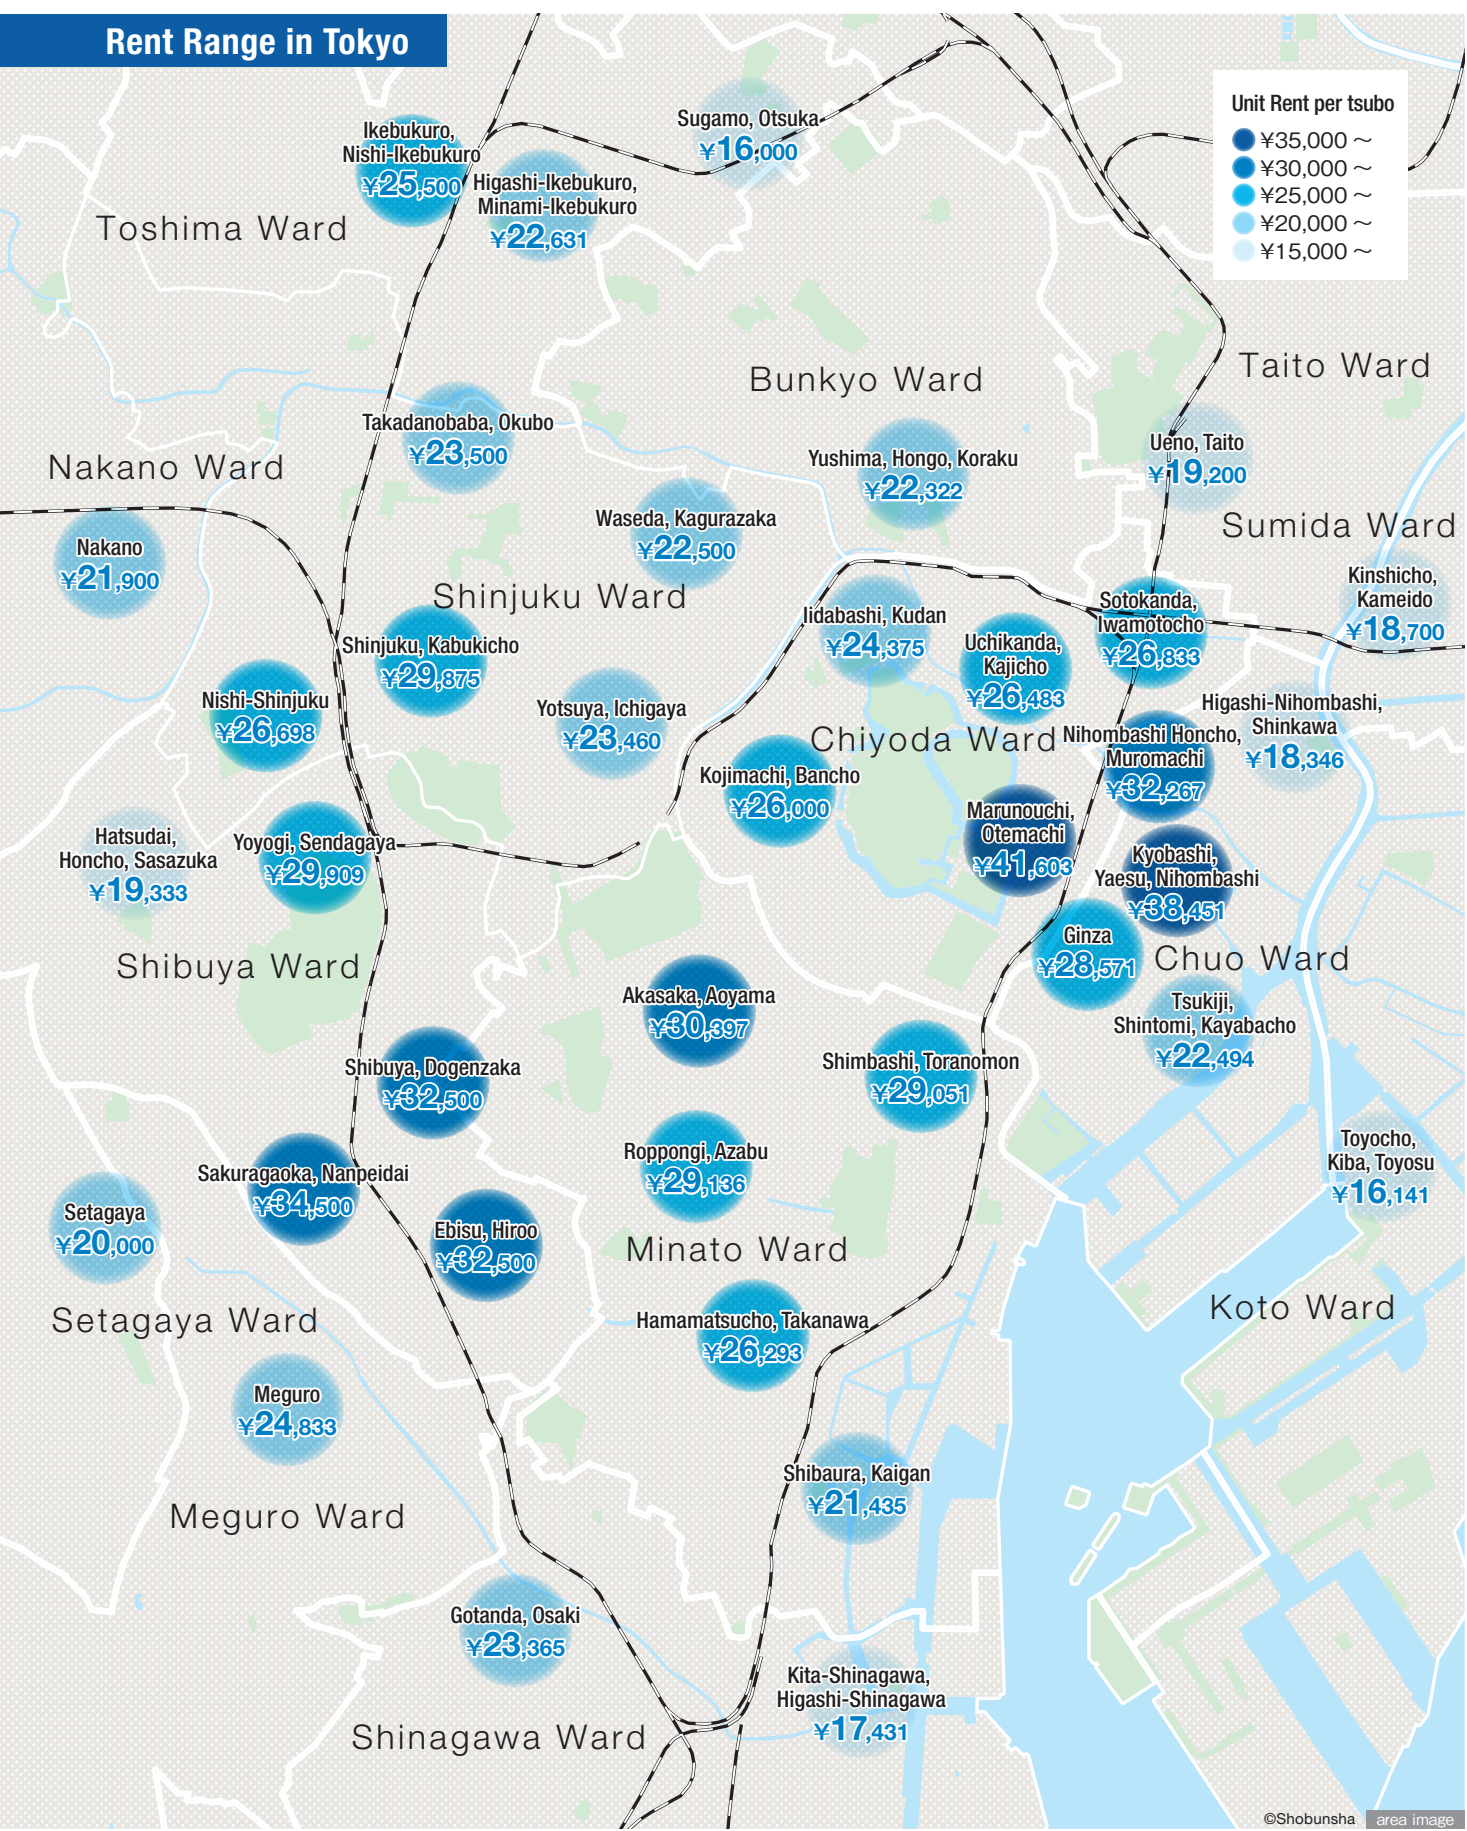 Rent Range in Tokyo
Unit Rent per tsubo
¥35,000 ～
¥30,000 ～
¥25,000 ～
¥20,000 ～
¥15,000 ～
Sugamo, Otsuka
¥16,000
Ikebukuro,
Nishi-Ikebukuro
¥25,500
Higashi-Ikebukuro,
Minami-Ikebukuro
¥22,631
Toshima Ward
Bunkyo Ward
Taito Ward
Takadanobaba, Okubo
¥23,500
Nakano Ward
Yushima, Hongo, Koraku
¥22,322
Ueno, Taito
¥19,200
Waseda, Kagurazaka
¥22,500
Sumida Ward
Nakano
¥21,900
Shinjuku Ward
Kinshicho,
Kameido
¥18,700
Sotokanda,
Iwamotocho
¥26,833
Iidabashi, Kudan
¥24,375
Uchikanda,
Kajicho
¥26,483
Shinjuku, Kabukicho
¥29,875
Nishi-Shinjuku
¥26,698
Yotsuya, Ichigaya
¥23,460
Higashi-Nihombashi,
Shinkawa
¥18,346
Chiyoda Ward
Nihombashi Honcho,
Muromachi
¥32,267
Kojimachi, Bancho
¥26,000
Marunouchi,
Otemachi
¥41,603
Hatsudai,
Honcho, Sasazuka
¥19,333
Yoyogi, Sendagaya
¥29,909
Kyobashi,
Yaesu, Nihombashi
¥38,451
Ginza
¥28,571
Chuo Ward
Shibuya Ward
Akasaka, Aoyama
¥30,397
Tsukiji,
Shintomi, Kayabacho
¥22,494
Shibuya, Dogenzaka
¥32,500
Shimbashi, Toranomon
¥29,051
Roppongi, Azabu
¥29,136
Toyocho,
Kiba, Toyosu
¥16,141
Sakuragaoka, Nanpeidai
¥34,500
Setagaya
¥20,000
Ebisu, Hiroo
¥32,500
Minato Ward
Koto Ward
Setagaya Ward
Hamamatsucho, Takanawa
¥26,293
Meguro
¥24,833
Shibaura, Kaigan
¥21,435
Meguro Ward
Gotanda, Osaki
¥23,365
Kita-Shinagawa,
Higashi-Shinagawa
¥17,431
Shinagawa Ward
©Shobunsha
area image